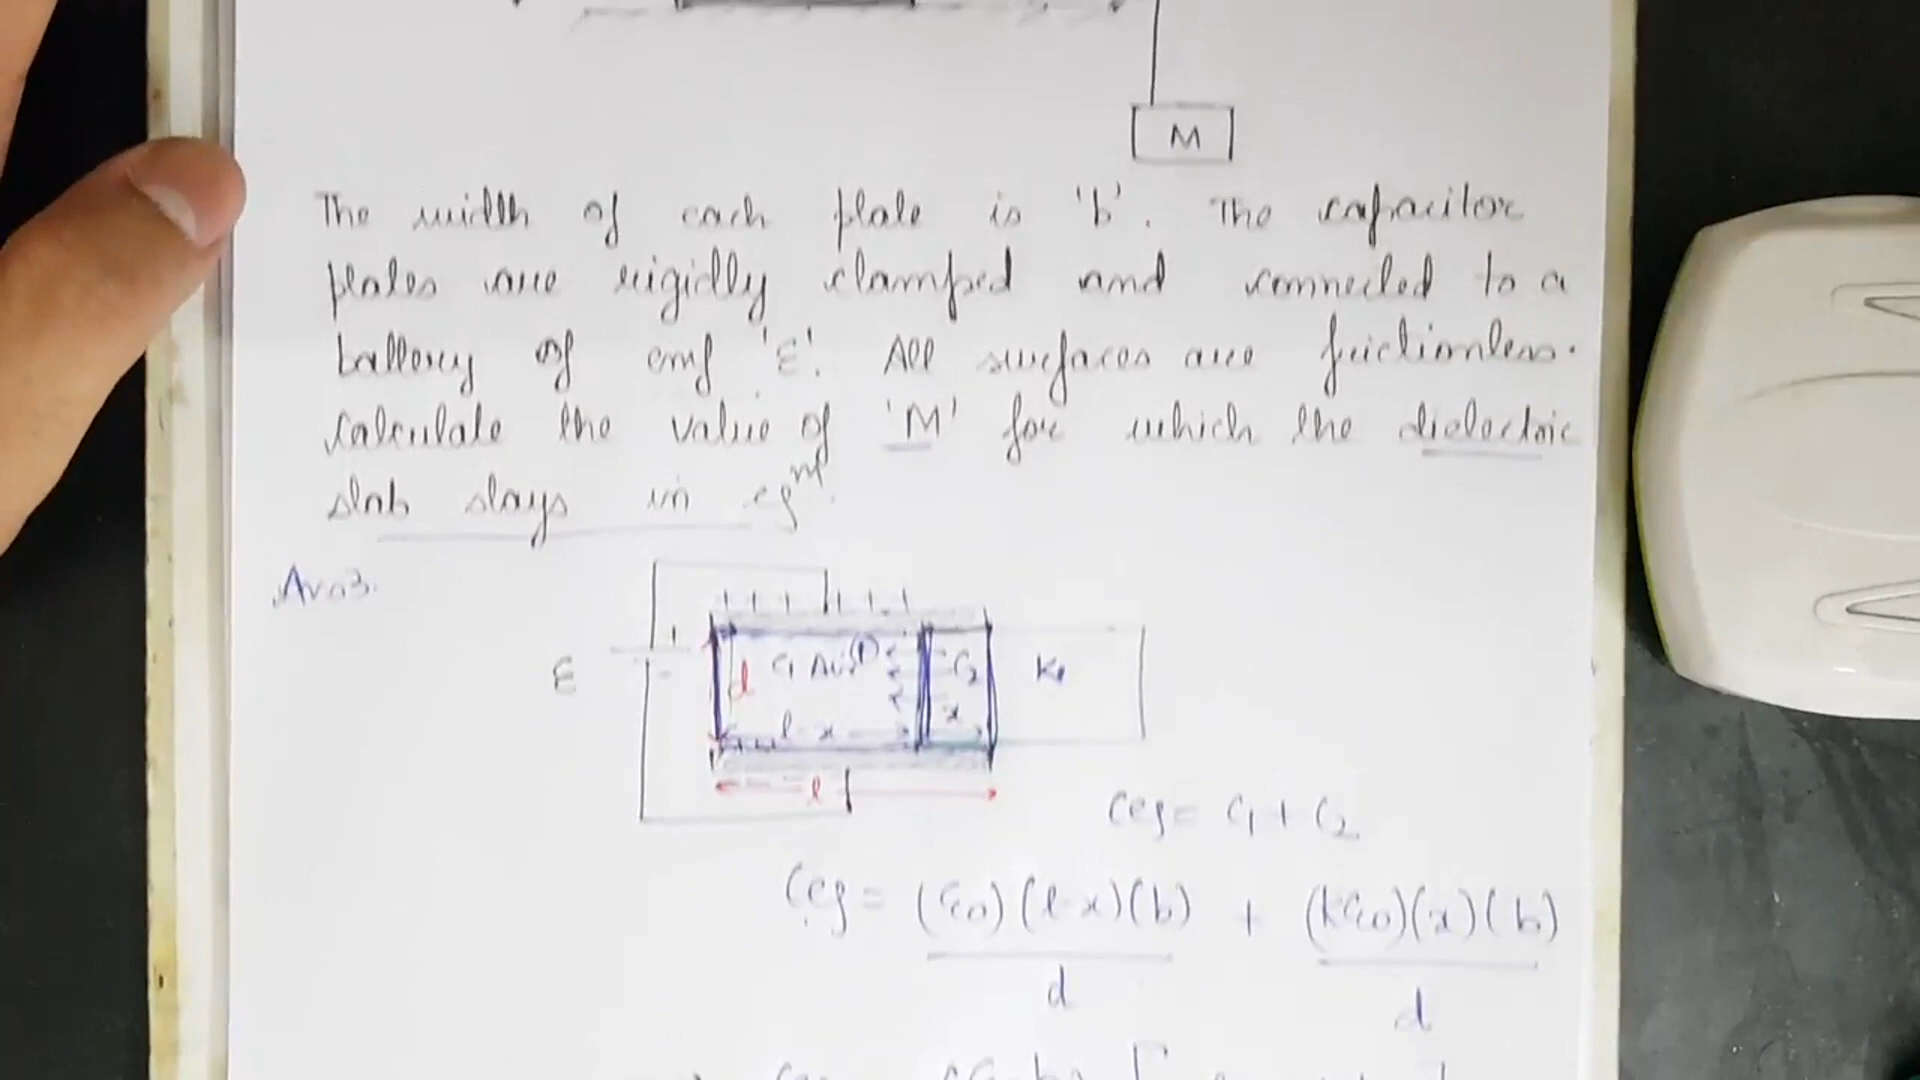 M
The width of each plate is 'b'. The capacitor
plates are rigidly clamped and connected to a
battery of emf 'E'. All surfaces are frictionless.
Calculate the value of 'M' for which the dielectric
slab stays in eqᵐ.
Ans3.
E
d
C₁ Air
C₂
K
l-x
x
l
Ceq = C₁ + C₂
Ceq = (ε₀)(l-x)(b) + (kε₀)(x)(b)
d d